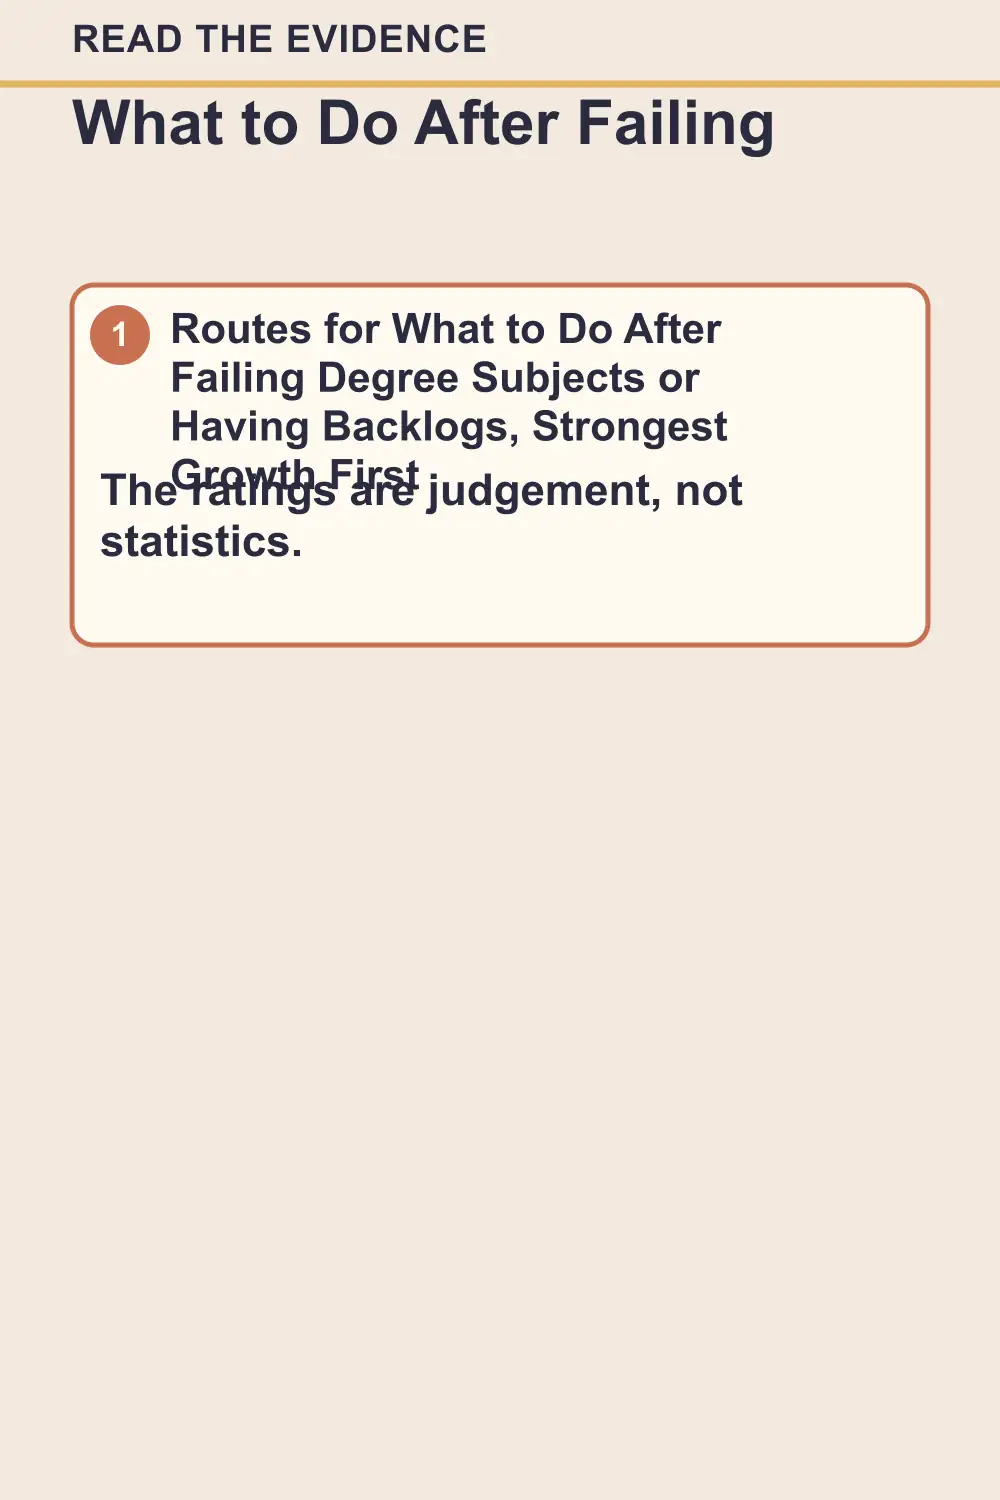 READ THE EVIDENCE
What to Do After Failing
1
Routes for What to Do After
Failing Degree Subjects or
Having Backlogs, Strongest
Growth First
The ratings are judgement, not
statistics.